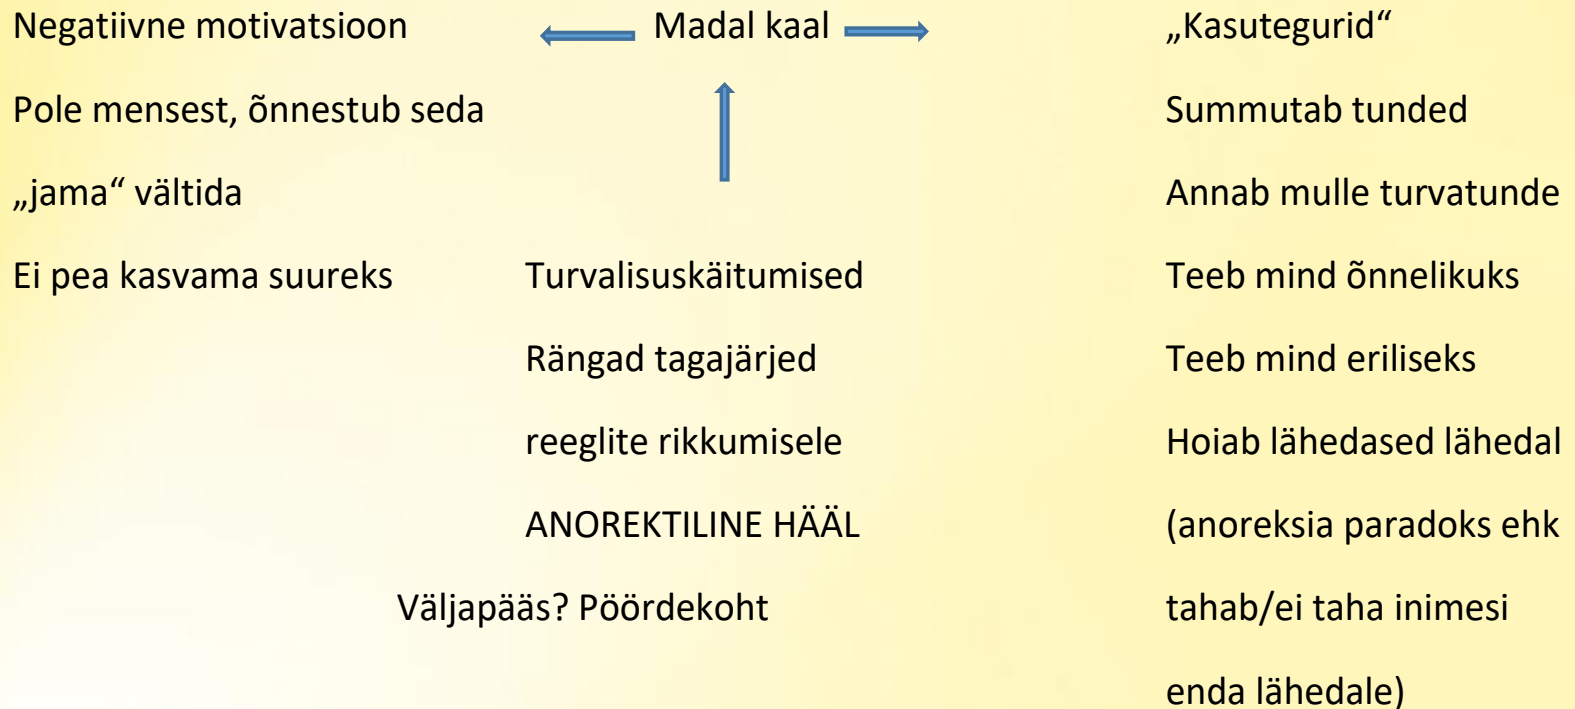 Negatiivne motivatsioon
Madal kaal
„Kasutegurid“
Pole mensest, õnnestub seda
Summutab tunded
„jama“ vältida
Annab mulle turvatunde
Ei pea kasvama suureks
Turvalisuskäitumised
Teeb mind õnnelikuks
Rängad tagajärjed
Teeb mind eriliseks
reeglite rikkumisele
Hoiab lähedased lähedal
ANOREKTILINE HÄÄL
(anoreksia paradoks ehk
Väljapääs? Pöördekoht
tahab/ei taha inimesi
enda lähedale)